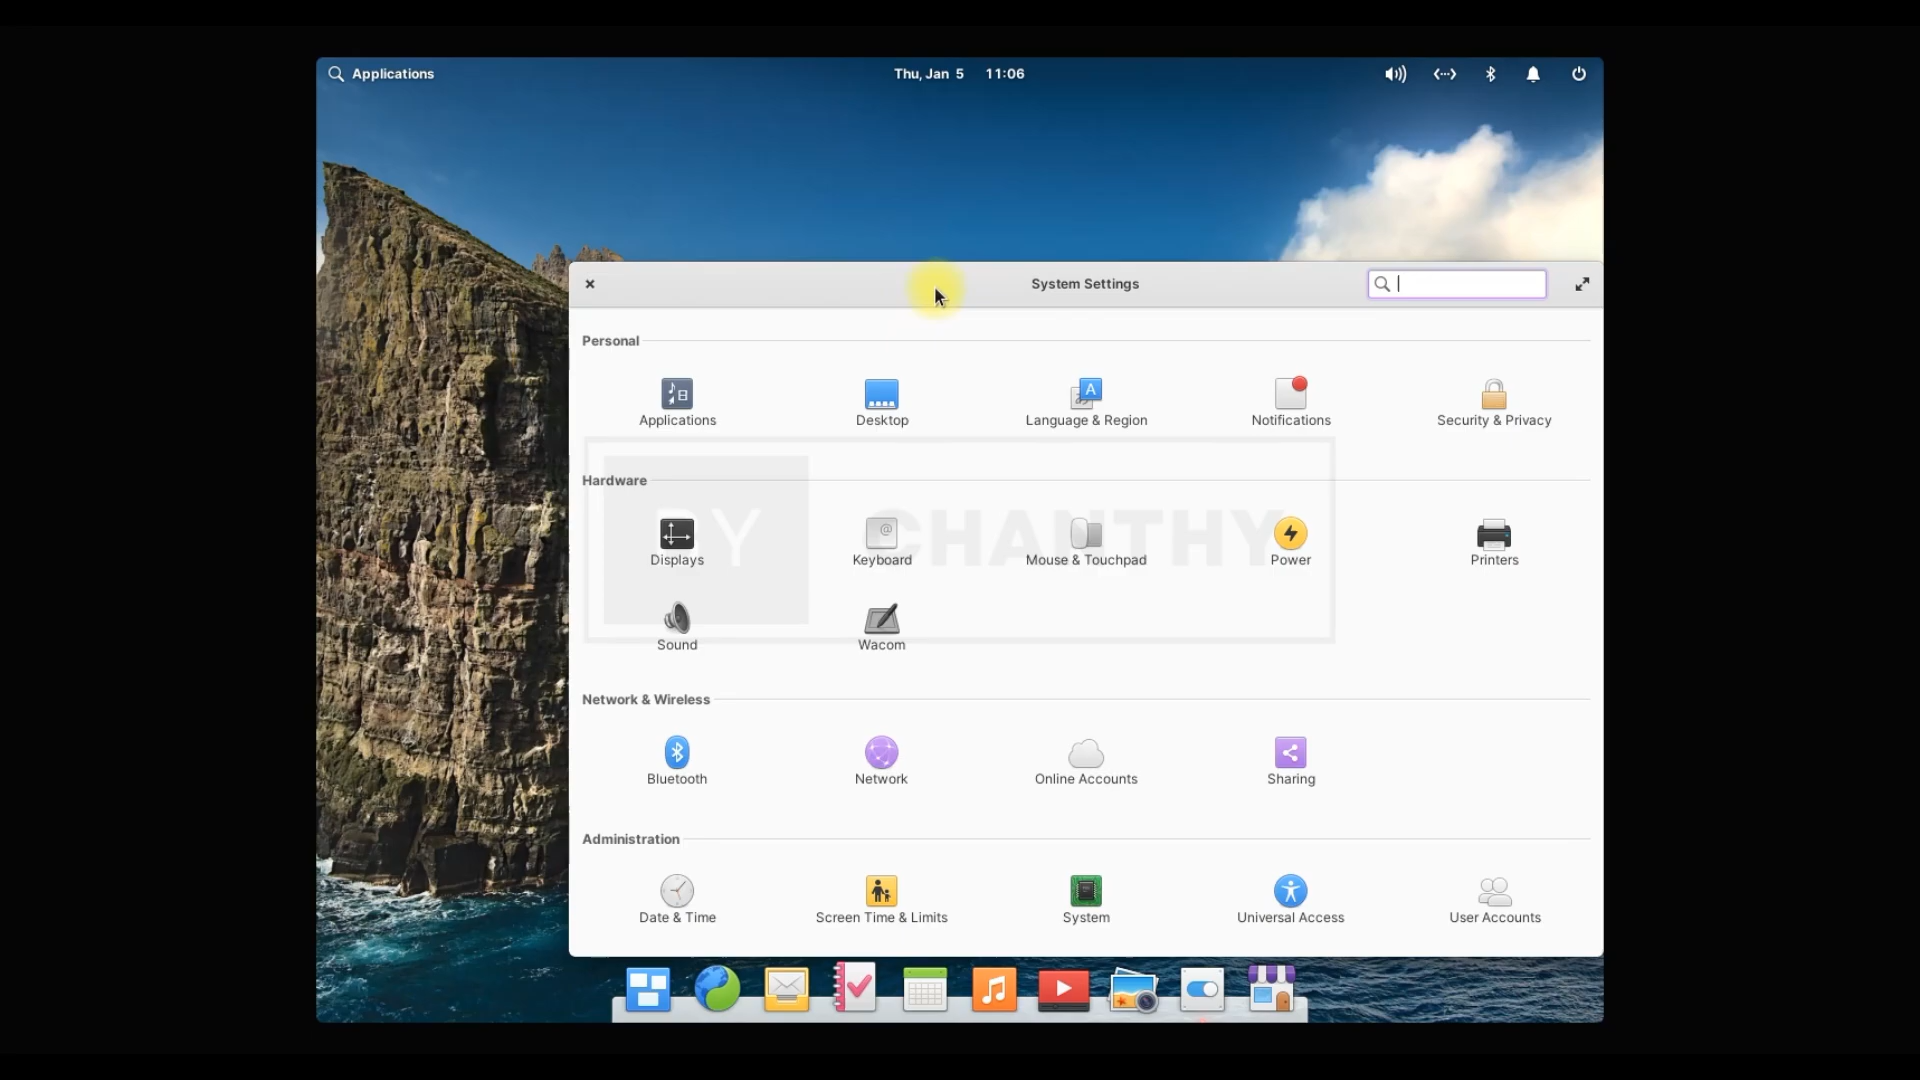 Applications
Thu, Jan 5 11:06
System Settings
Personal
Applications
Desktop
Language & Region
Notifications
Security & Privacy
Hardware
BY CHANTHY
Displays
Keyboard
Mouse & Touchpad
Power
Printers
Sound
Wacom
Network & Wireless
Bluetooth
Network
Online Accounts
Sharing
Administration
Date & Time
Screen Time & Limits
System
Universal Access
User Accounts